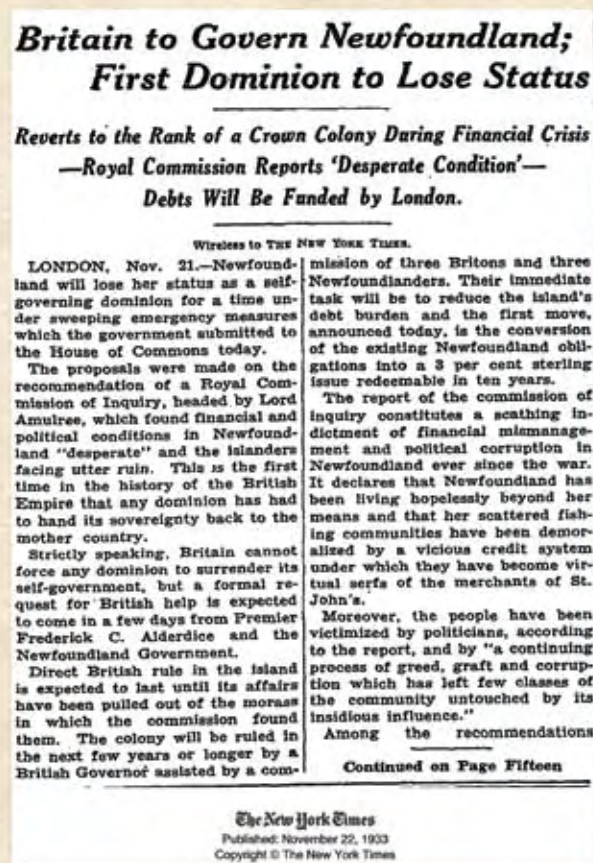 Britain to Govern Newfoundland;
First Dominion to Lose Status
Reverts to the Rank of a Crown Colony During Financial Crisis
—Royal Commission Reports 'Desperate Condition'—
Debts Will Be Funded by London.
Wireless to THE NEW YORK TIMES.
LONDON, Nov. 21.—Newfound-
land will lose her status as a self-
governing dominion for a time un-
der sweeping emergency measures
which the government submitted to
the House of Commons today.
The proposals were made on the
recommendation of a Royal Com-
mission of Inquiry, headed by Lord
Amulree, which found financial and
political conditions in Newfound-
land "desperate" and the islanders
facing utter ruin. This is the first
time in the history of the British
Empire that any dominion has had
to hand its sovereignty back to the
mother country.
Strictly speaking, Britain cannot
force any dominion to surrender its
self-government, but a formal re-
quest for British help is expected
to come in a few days from Premier
Frederick C. Alderdice and the
Newfoundland Government.
Direct British rule in the island
is expected to last until its affairs
have been pulled out of the morass
in which the commission found
them. The colony will be ruled in
the next few years or longer by a
British Governor assisted by a com-
mission of three Britons and three
Newfoundlanders. Their immediate
task will be to reduce the island's
debt burden and the first move,
announced today, is the conversion
of the existing Newfoundland obli-
gations into a 3 per cent sterling
issue redeemable in ten years.
The report of the commission of
inquiry constitutes a scathing in-
dictment of financial mismanage-
ment and political corruption in
Newfoundland ever since the war.
It declares that Newfoundland has
been living hopelessly beyond her
means and that her scattered fish-
ing communities have been demor-
alized by a vicious credit system
under which they have become vir-
tual serfs of the merchants of St.
John's.
Moreover, the people have been
victimized by politicians, according
to the report, and by "a continuing
process of greed, graft and corrup-
tion which has left few classes of
the community untouched by its
insidious influence."
Among the recommendations
Continued on Page Fifteen
The New York Times
Published: November 22, 1933
Copyright © The New York Times